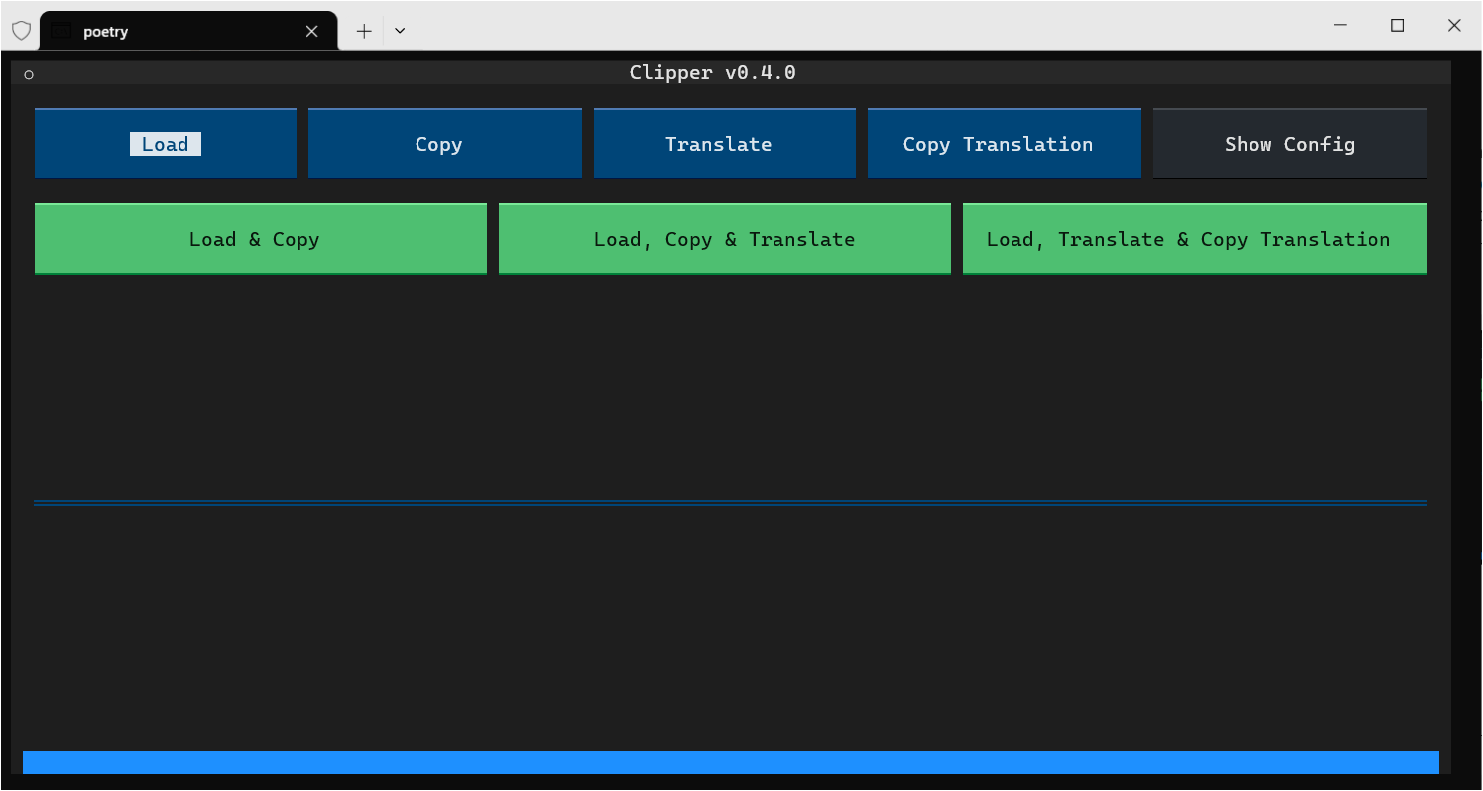 poetry
Clipper v0.4.0
Load Copy Translate Copy Translation Show Config
Load & Copy Load, Copy & Translate Load, Translate & Copy Translation